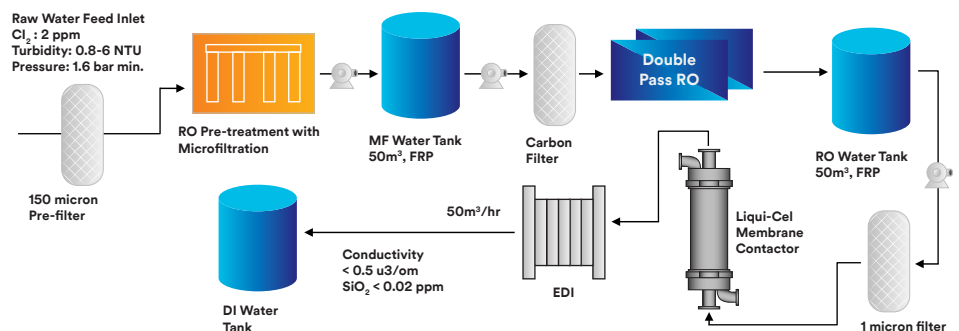 Raw Water Feed Inlet
Cl₂ : 2 ppm
Turbidity: 0.8-6 NTU
Pressure: 1.6 bar min.
150 micron
Pre-filter
RO Pre-treatment with
Microfiltration
MF Water Tank
50m³, FRP
Carbon
Filter
Double
Pass RO
RO Water Tank
50m³, FRP
1 micron filter
Liqui-Cel
Membrane
Contactor
EDI
50m³/hr
Conductivity
< 0.5 u3/om
SiO₂ < 0.02 ppm
DI Water
Tank